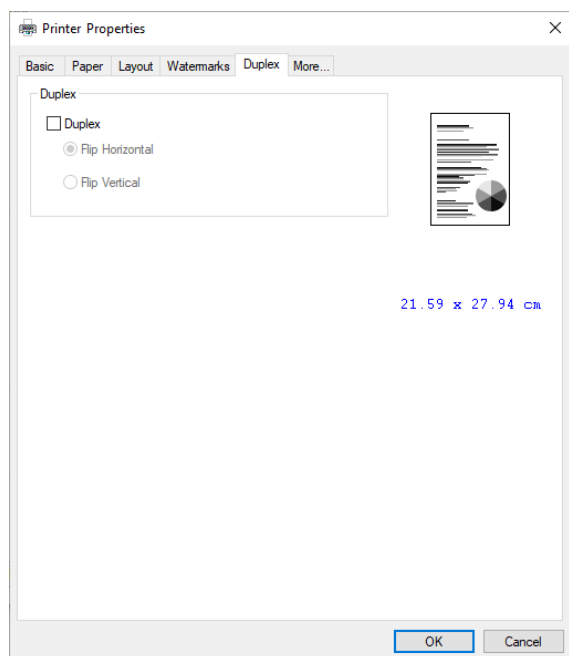 Printer Properties
Basic Paper Layout Watermarks Duplex More...
Duplex
Duplex
Flip Horizontal
Flip Vertical
21.59 x 27.94 cm
OK Cancel